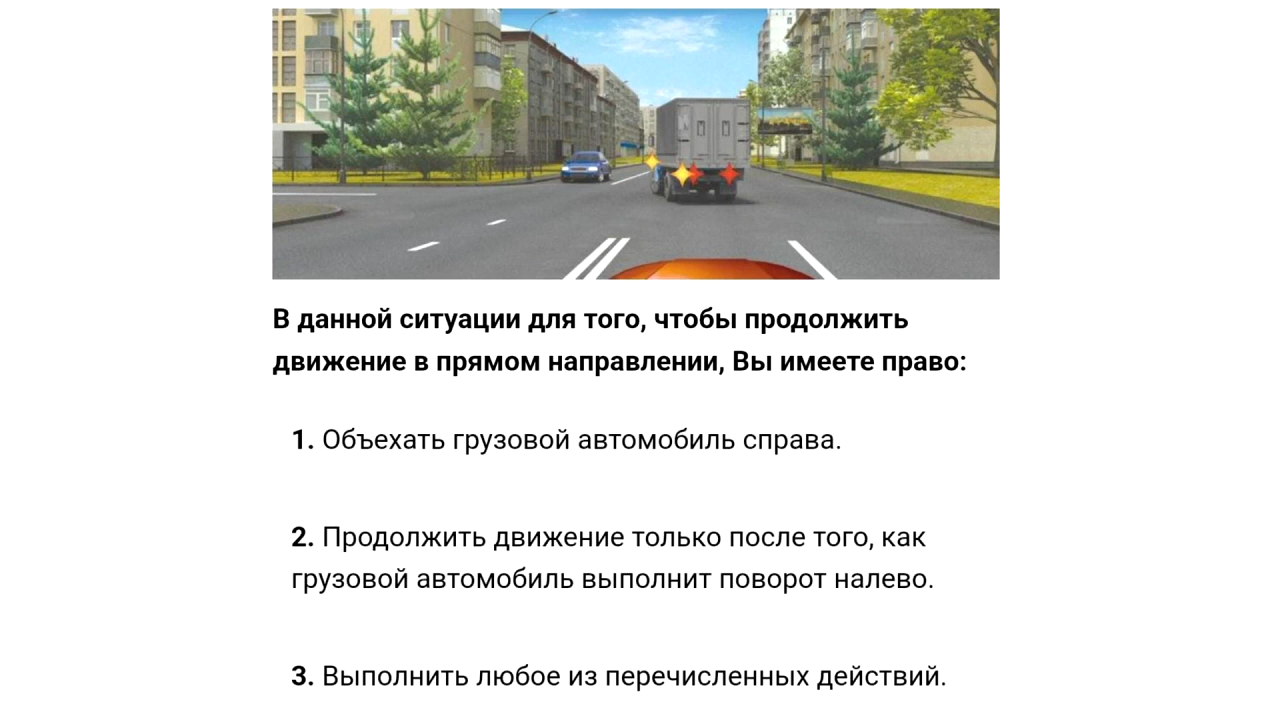 В данной ситуации для того, чтобы продолжить
движение в прямом направлении, Вы имеете право:
1. Объехать грузовой автомобиль справа.
2. Продолжить движение только после того, как
грузовой автомобиль выполнит поворот налево.
3. Выполнить любое из перечисленных действий.